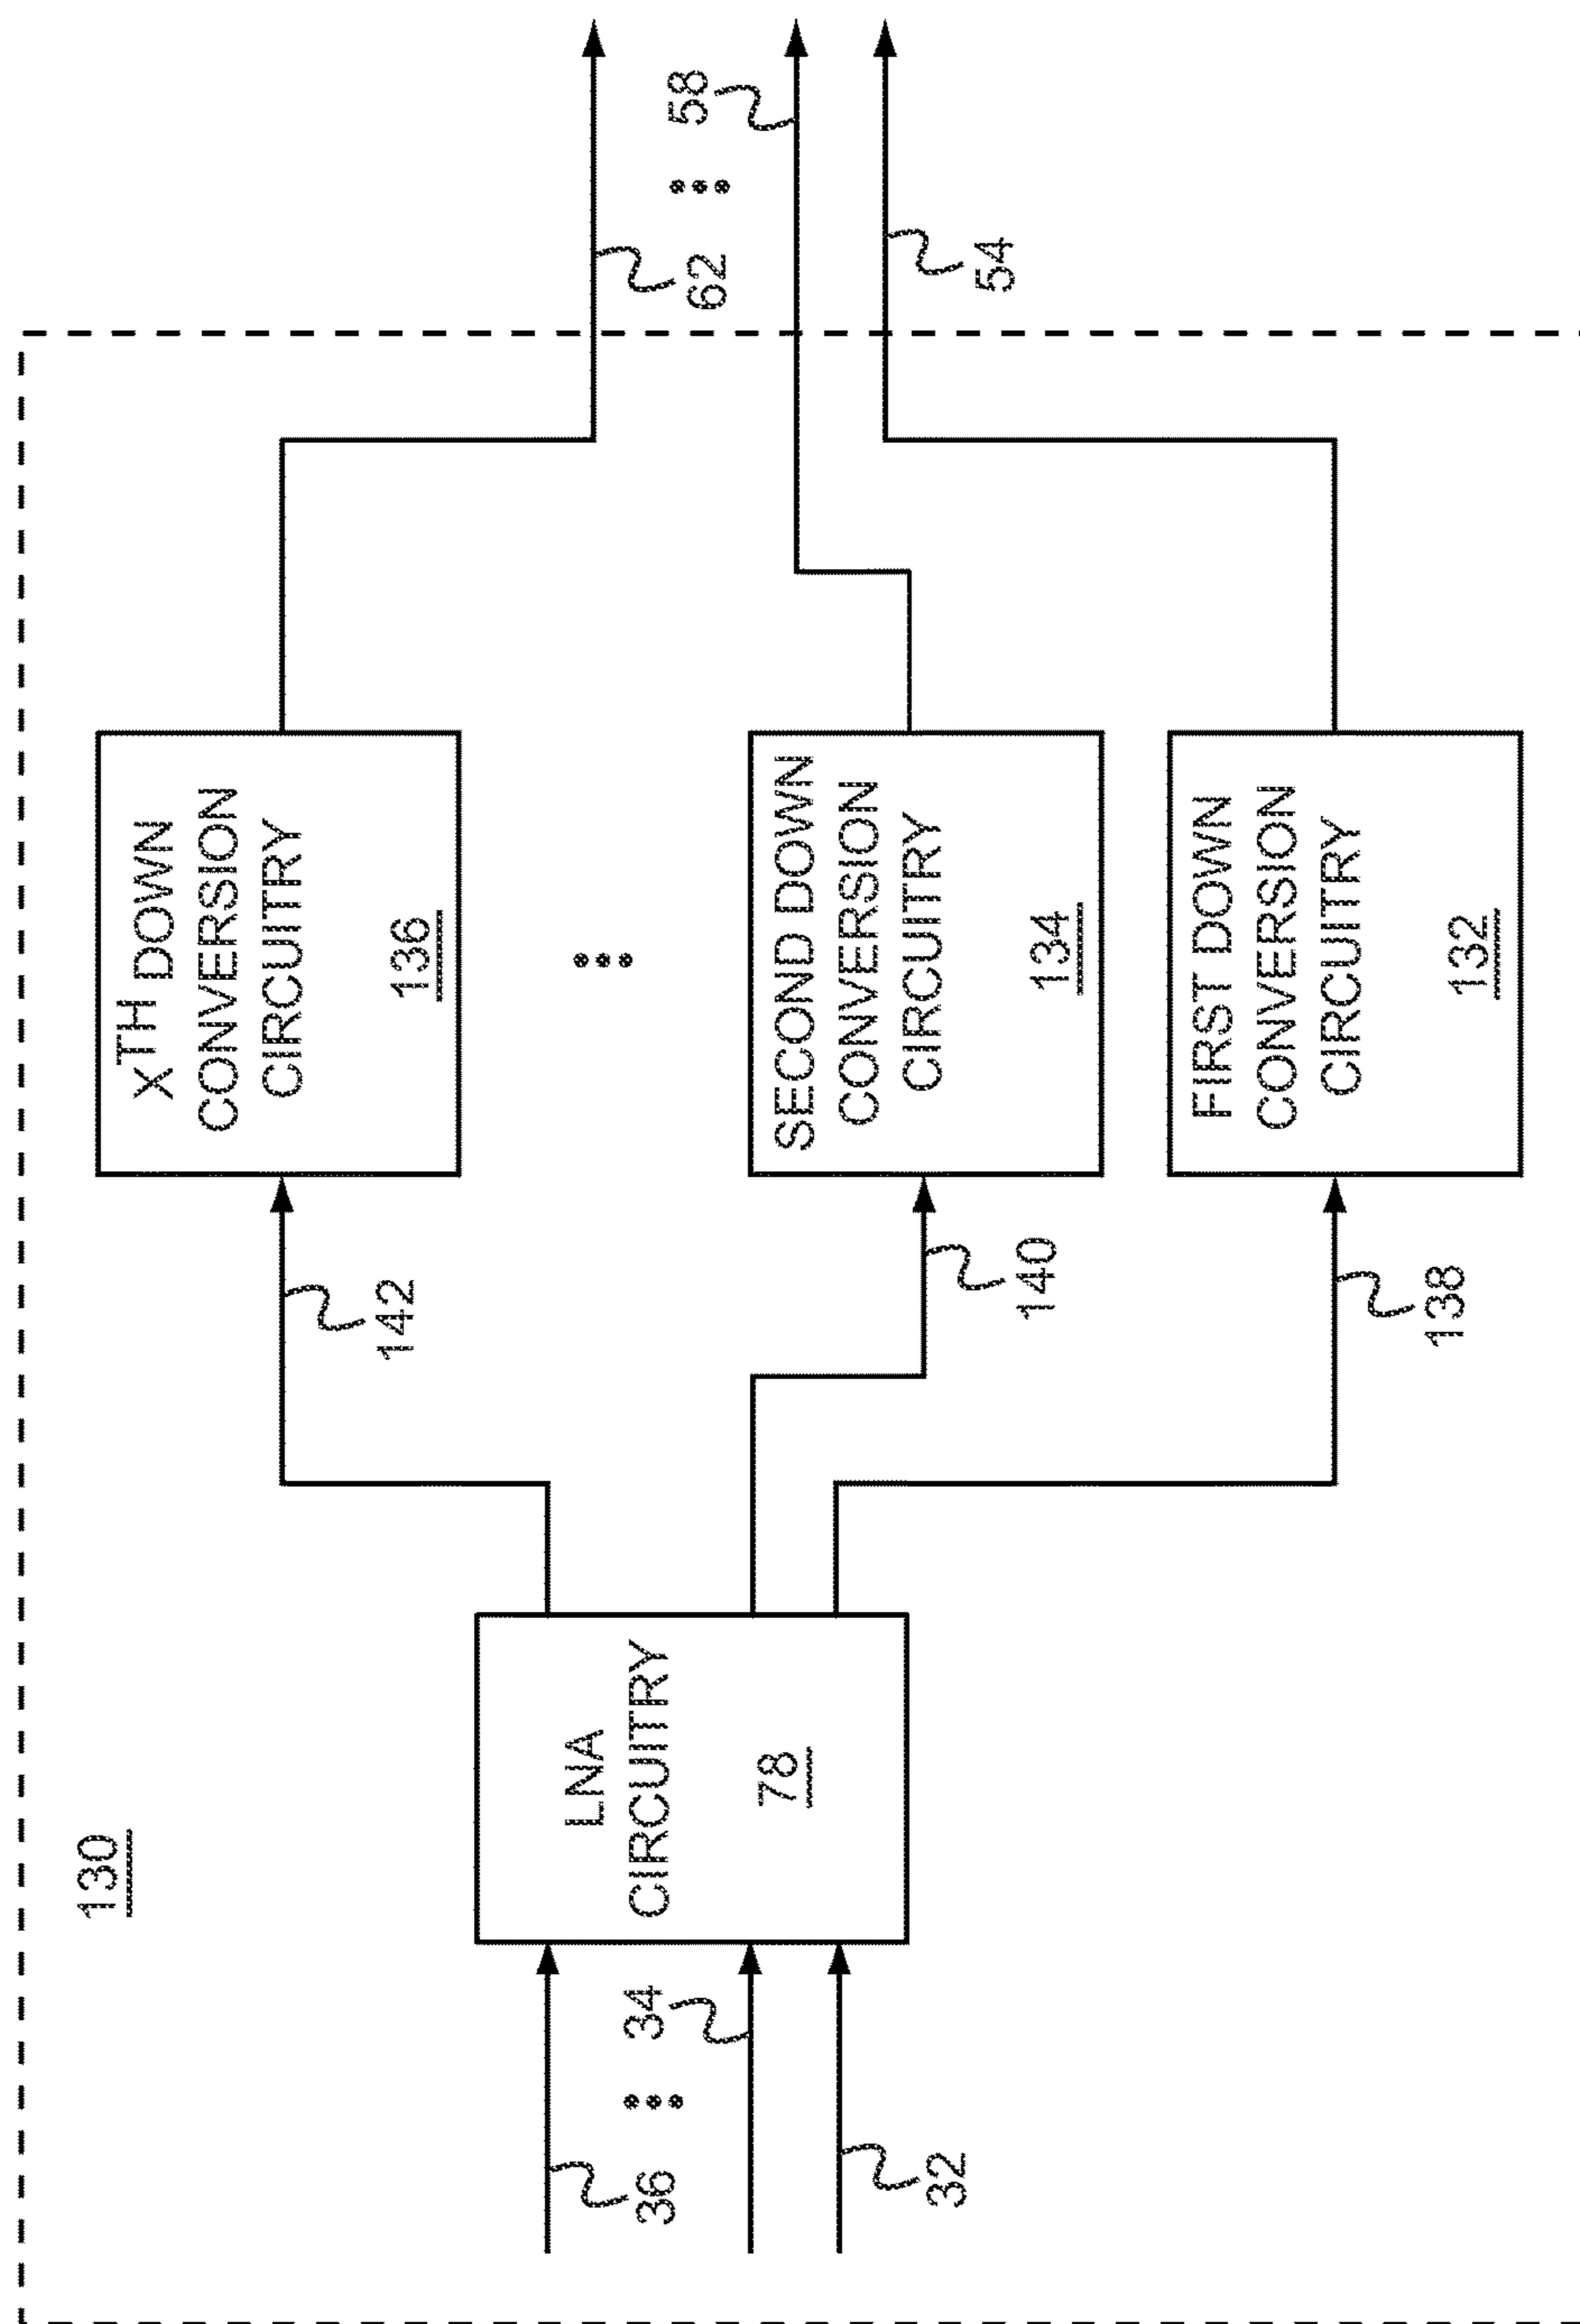 130
36
34
32
LNA
CIRCUITRY
78
142
140
138
X TH DOWN
CONVERSION
CIRCUITRY
136
SECOND DOWN
CONVERSION
CIRCUITRY
134
FIRST DOWN
CONVERSION
CIRCUITRY
132
62
58
54